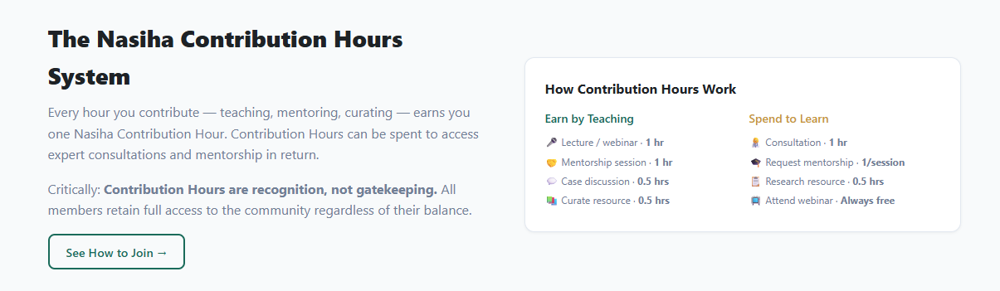 The Nasiha Contribution Hours
System
Every hour you contribute — teaching, mentoring, curating — earns you
one Nasiha Contribution Hour. Contribution Hours can be spent to access
expert consultations and mentorship in return.
Critically: Contribution Hours are recognition, not gatekeeping. All
members retain full access to the community regardless of their balance.
See How to Join →
How Contribution Hours Work
Earn by Teaching
🎤 Lecture / webinar · 1 hr
🤝 Mentorship session · 1 hr
💬 Case discussion · 0.5 hrs
📚 Curate resource · 0.5 hrs
Spend to Learn
Consultation · 1 hr
🎓 Request mentorship · 1/session
📋 Research resource · 0.5 hrs
Attend webinar · Always free